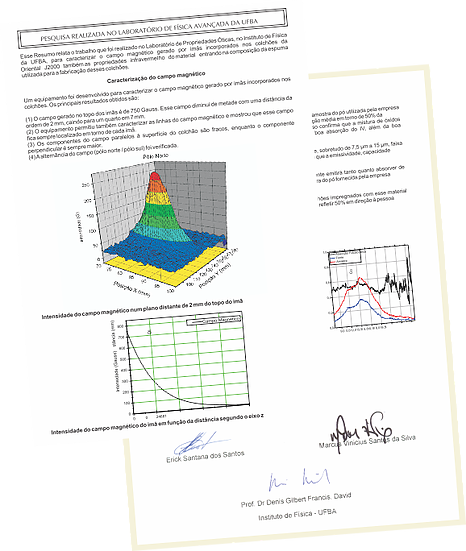 PESQUISA REALIZADA NO LABORATÓRIO DE FÍSICA AVANÇADA DA UFBA
Esse Resumo relata o trabalho que foi realizado no Laboratório de Propriedades Óticas, no Instituto de Física
da UFBA, para caracterizar o campo magnético gerado por imãs incorporados nos colchões da
Oriental J2000 também as propriedades infravermelho do material entrando na composição da espuma
utilizada para a fabricação desses colchões.
Caracterização do campo magnético
Um equipamento foi desenvolvido para caracterizar o campo magnético gerado por imãs incorporados nos
colchões. Os principais resultados obtidos são:
(1) O campo gerado no topo dos imãs é de 750 Gauss. Esse campo diminui de metade com uma distância da
ordem de 2 mm, caindo para um quarto em 7 mm.
(2) O equipamento permitiu também caracterizar as linhas do campo magnético e mostrou que esse campo
fica sempre localizado em torno de cada imã.
(3) Os componentes do campo paralelos à superfície do colchão são fracos, enquanto o componente
perpendicular é sempre maior.
(4) A alternância do campo (pólo norte / pólo sul) foi verificada.
Pólo Norte
Posição X (mm)
Posição Y (mm)
Intensidade do campo magnético num plano distante de 2 mm do topo do imã
Campo Magnético
Intensidade do campo magnético do imã em função da distância segundo o eixo z
amostra do pó utilizada pela empresa
ção média em torno de 50% da
so confirma que a mistura de óxidos
boa absorção do IV, além da boa
, sobretudo de 7,5 µm a 15 µm, faixa
que a emissividade, capacidade
nte emitirá tanto quanto absorver de
ra do pó fornecida pela empresa
hões impregnados com esse material
refletir 50% em direção à pessoa
Erick Santana dos Santos
Marcus Vinicius Santos da Silva
Prof. Dr Denis Gilbert Francis. David
Instituto de Física - UFBA